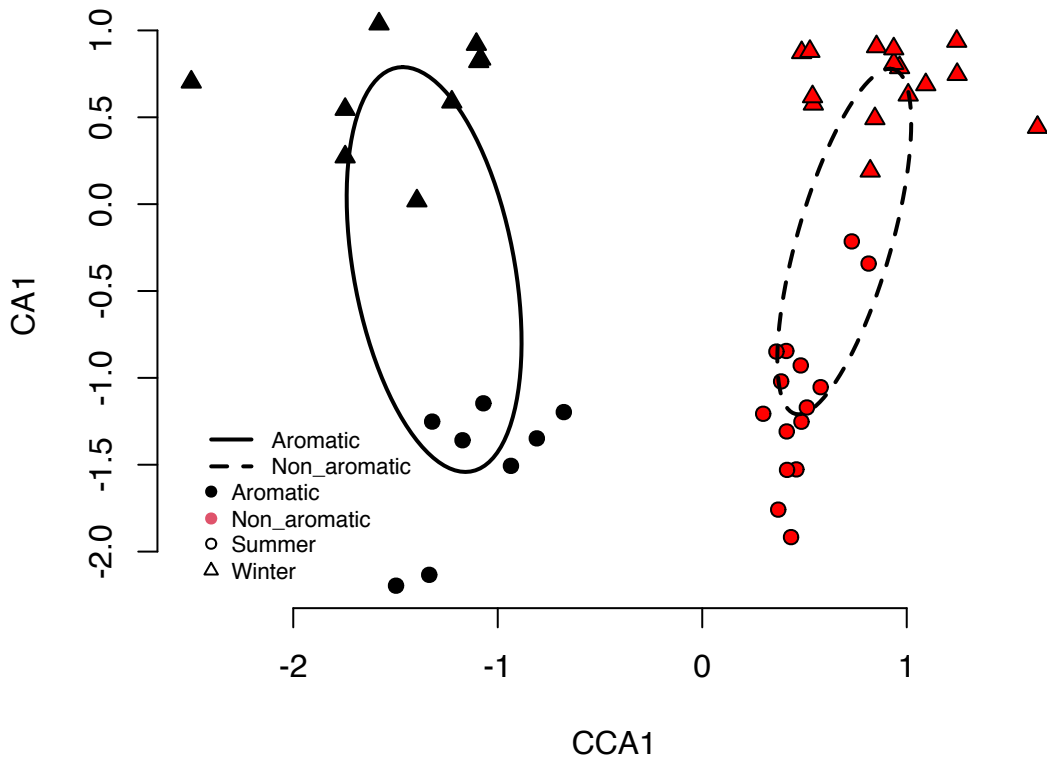 1.0
0.5
0.0
-0.5
-1.0
-1.5
-2.0
CA1
Aromatic
Non_aromatic
Aromatic
Non_aromatic
Summer
Winter
-2 -1 0 1
CCA1